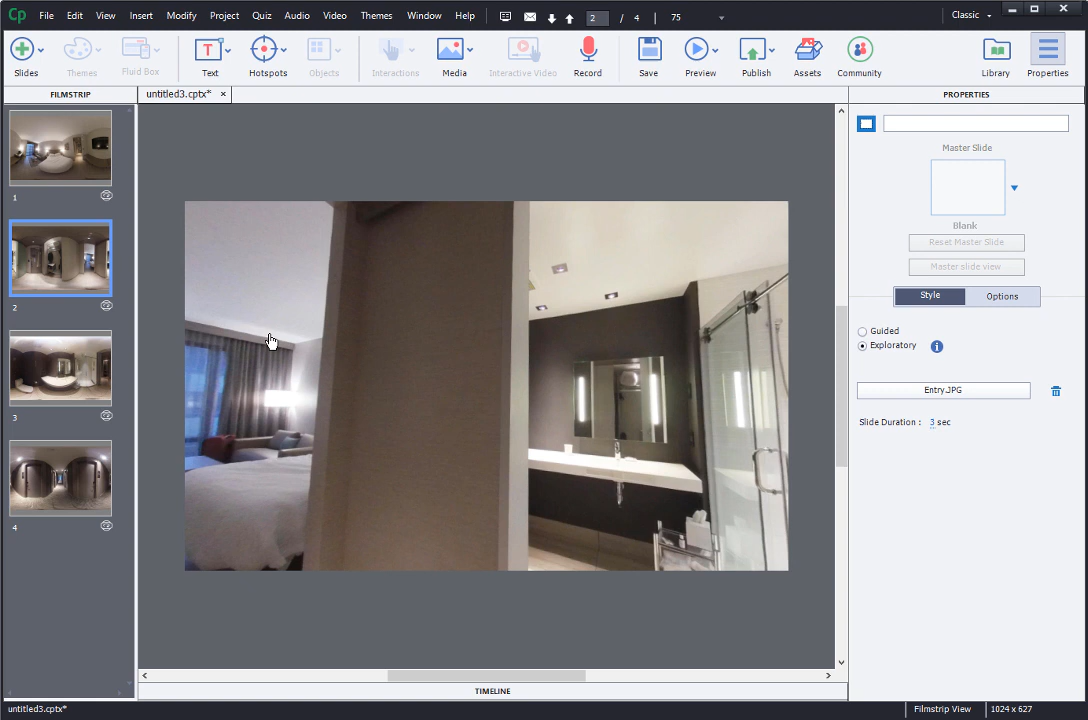 Cp File Edit View Insert Modify Project Quiz Audio Video Themes Window Help 2 / 4 75 Classic
Slides Themes Fluid Box Text Hotspots Objects Interactions Media Interactive Video Record Save Preview Publish Assets Community Library Properties
FILMSTRIP untitled3.cptx* × PROPERTIES
1
2
3
4
Master Slide
Blank
Reset Master Slide
Master slide view
Style Options
Guided
Exploratory
Entry.JPG
Slide Duration : 3 sec
TIMELINE
untitled3.cptx* Filmstrip View 1024 x 627